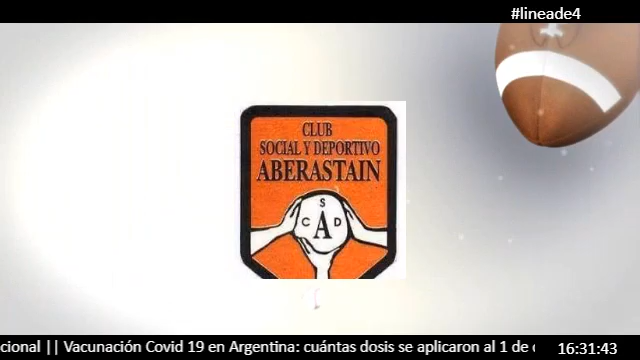 #lineade4
CLUB
SOCIAL Y DEPORTIVO
ABERASTAIN
S
C A D
cional || Vacunación Covid 19 en Argentina: cuántas dosis se aplicaron al 1 de
16:31:43